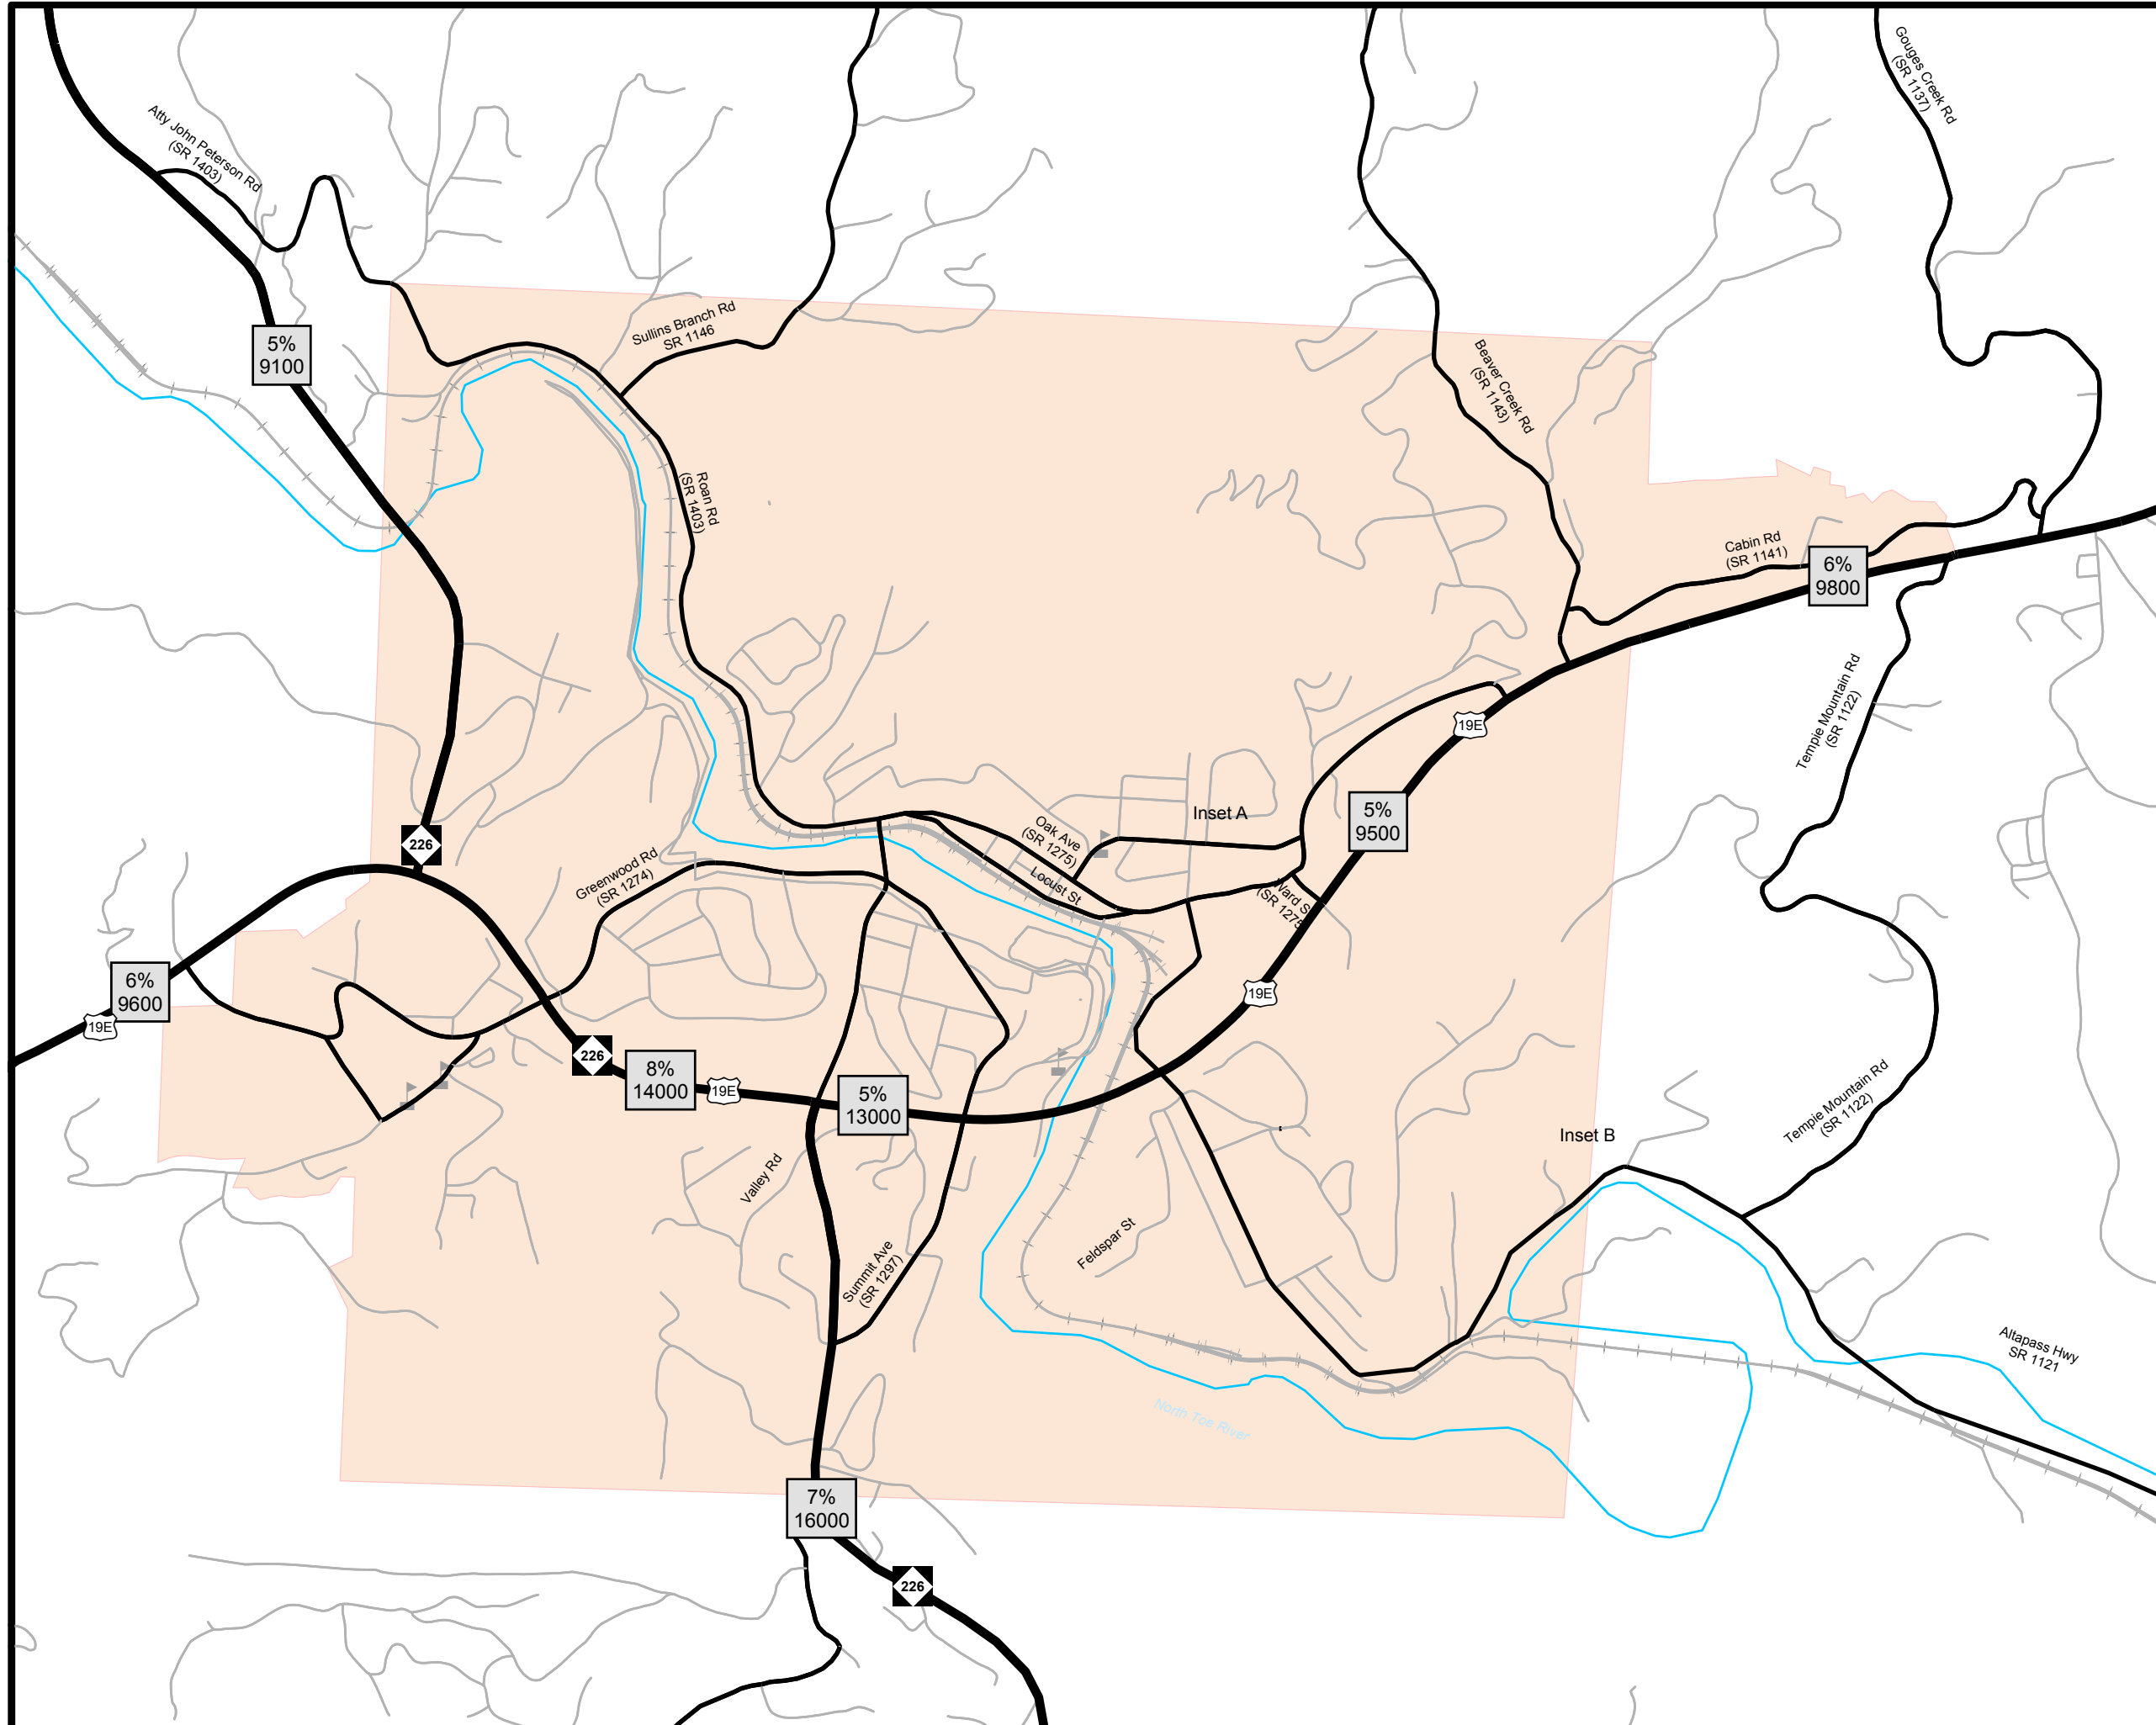 Gouges Creek Rd
(SR 1137)
Atty John Peterson Rd
(SR 1403)
Sullins Branch Rd
SR 1146
5%
9100
Beaver Creek Rd
(SR 1143)
Roan Rd
(SR 1403)
Cabin Rd
(SR 1141)
6%
9800
Tempie Mountain Rd
(SR 1122)
19E
5%
9500
Inset A
Oak Ave
(SR 1275)
226
Greenwood Rd
(SR 1274)
Locust St
Ward S
(SR 1275
6%
9600
19E
19E
226
8%
14000
19E
5%
13000
Tempie Mountain Rd
(SR 1122)
Inset B
Valley Rd
Feldspar St
Summit Ave
(SR 1297)
Altapass Hwy
SR 1121
North Toe River
7%
16000
226